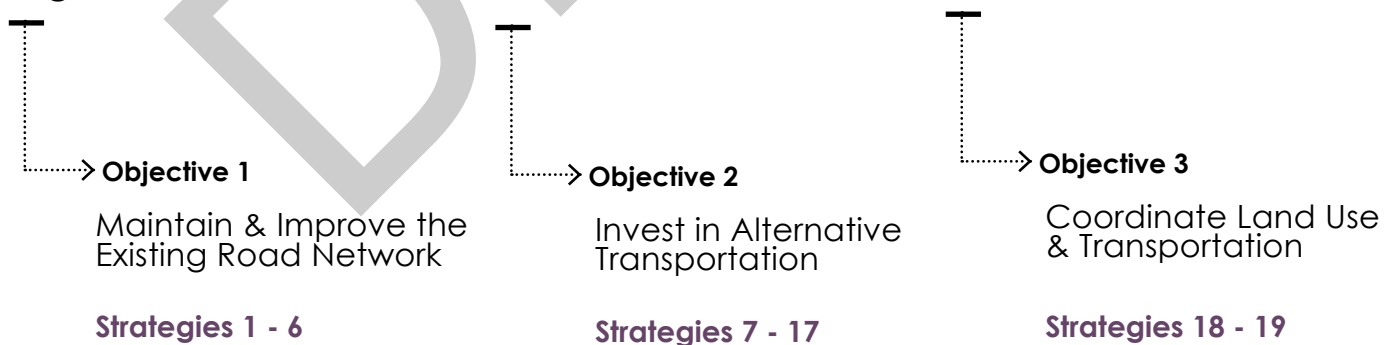 Objective 1
Maintain & Improve the
Existing Road Network
Strategies 1 - 6
Objective 2
Invest in Alternative
Transportation
Strategies 7 - 17
Objective 3
Coordinate Land Use
& Transportation
Strategies 18 - 19